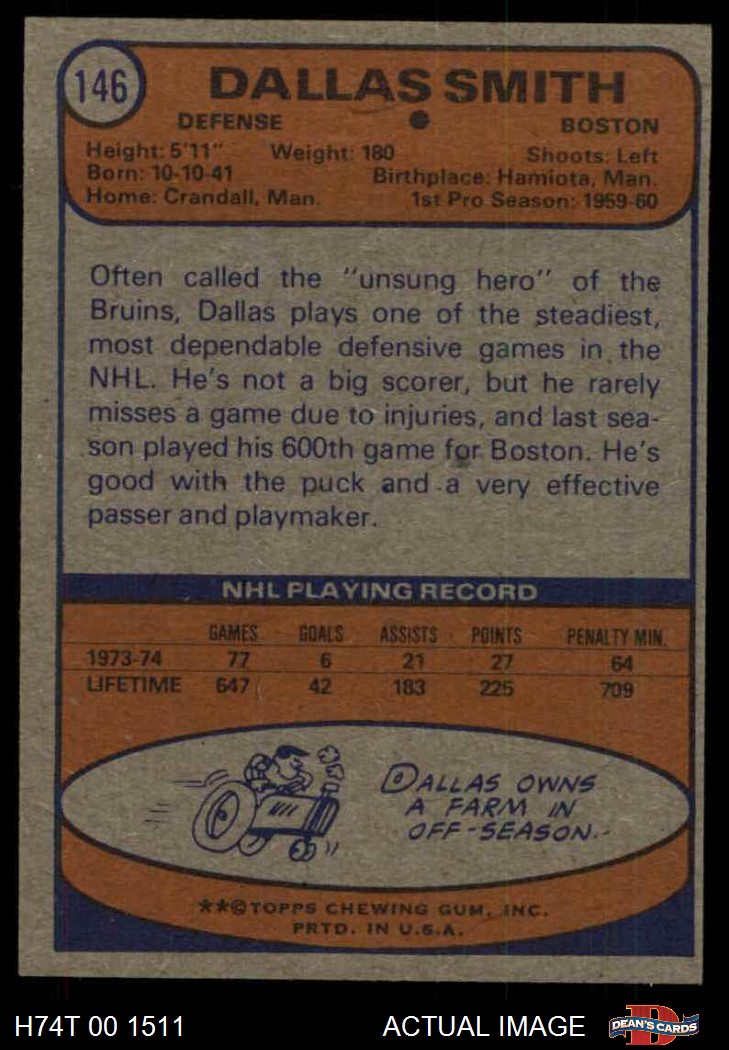 146
DALLAS SMITH
DEFENSE
BOSTON
Height: 5'11" Weight: 180 Shoots: Left
Born: 10-10-41 Birthplace: Hamiota, Man.
Home: Crandall, Man. 1st Pro Season: 1959-60
Often called the "unsung hero" of the
Bruins, Dallas plays one of the steadiest,
most dependable defensive games in the
NHL. He's not a big scorer, but he rarely
misses a game due to injuries, and last sea-
son played his 600th game for Boston. He's
good with the puck and a very effective
passer and playmaker.
NHL PLAYING RECORD
GAMES GOALS ASSISTS POINTS PENALTY MIN.
1973-74 77 6 21 27 64
LIFETIME 647 42 183 225 709
DALLAS OWNS
A FARM IN
OFF-SEASON.
**©TOPPS CHEWING GUM, INC.
PRTD. IN U.S.A.
H74T 00 1511 ACTUAL IMAGE
D
DEAN'S CARDS